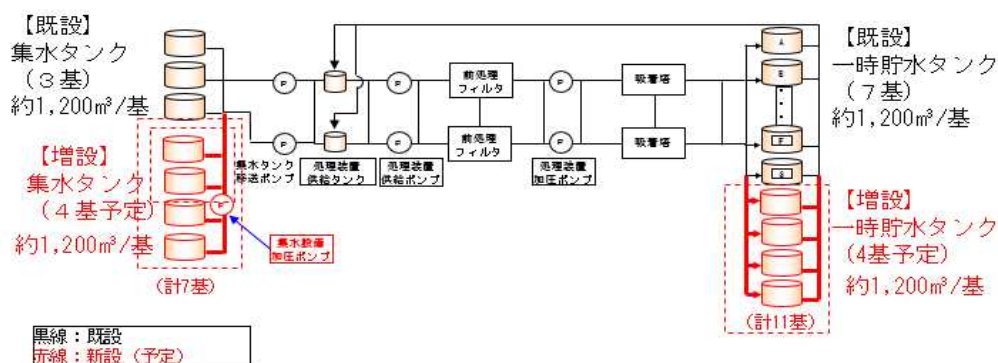 【既設】
集水タンク
(3基)
約1,200㎥/基
【増設】
集水タンク
(4基予定)
約1,200㎥/基
(計7基)
P
P
集水タンク
移送ポンプ
処理装置
供給タンク
P
P
処理装置
供給ポンプ
前処理
フィルタ
前処理
フィルタ
P
P
処理装置
加圧ポンプ
吸着塔
吸着塔
P
集水設備
加圧ポンプ
A
B
F
G
【既設】
一時貯水タンク
(7基)
約1,200㎥/基
【増設】
一時貯水タンク
(4基予定)
約1,200㎥/基
(計11基)
黒線:既設
赤線:新設(予定)